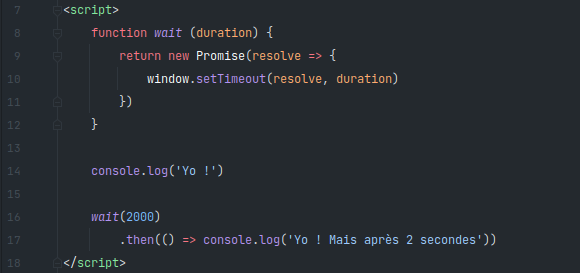 7 <script>
8 function wait (duration) {
9 return new Promise(resolve => {
10 window.setTimeout(resolve, duration)
11 })
12 }
13
14 console.log('Yo !')
15
16 wait(2000)
17 .then(() => console.log('Yo ! Mais après 2 secondes'))
18 </script>